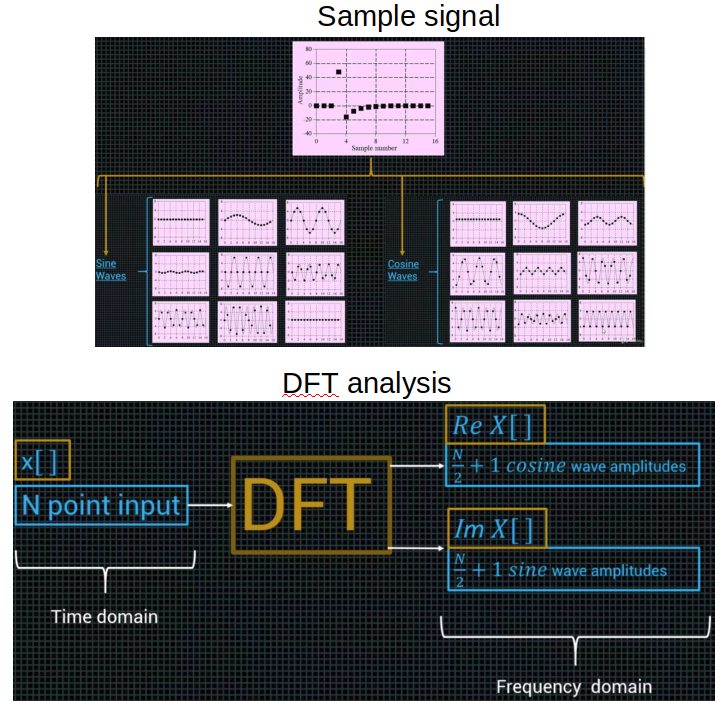 Sample signal
80
60
40
20
0
-20
-40
Amplitude
0 4 8 12 16
Sample number
Sine
Waves
Cosine
Waves
DFT analysis
x[ ]
N point input
DFT
Re X[ ]
N/2 + 1 cosine wave amplitudes
Im X[ ]
N/2 + 1 sine wave amplitudes
Time domain
Frequency domain